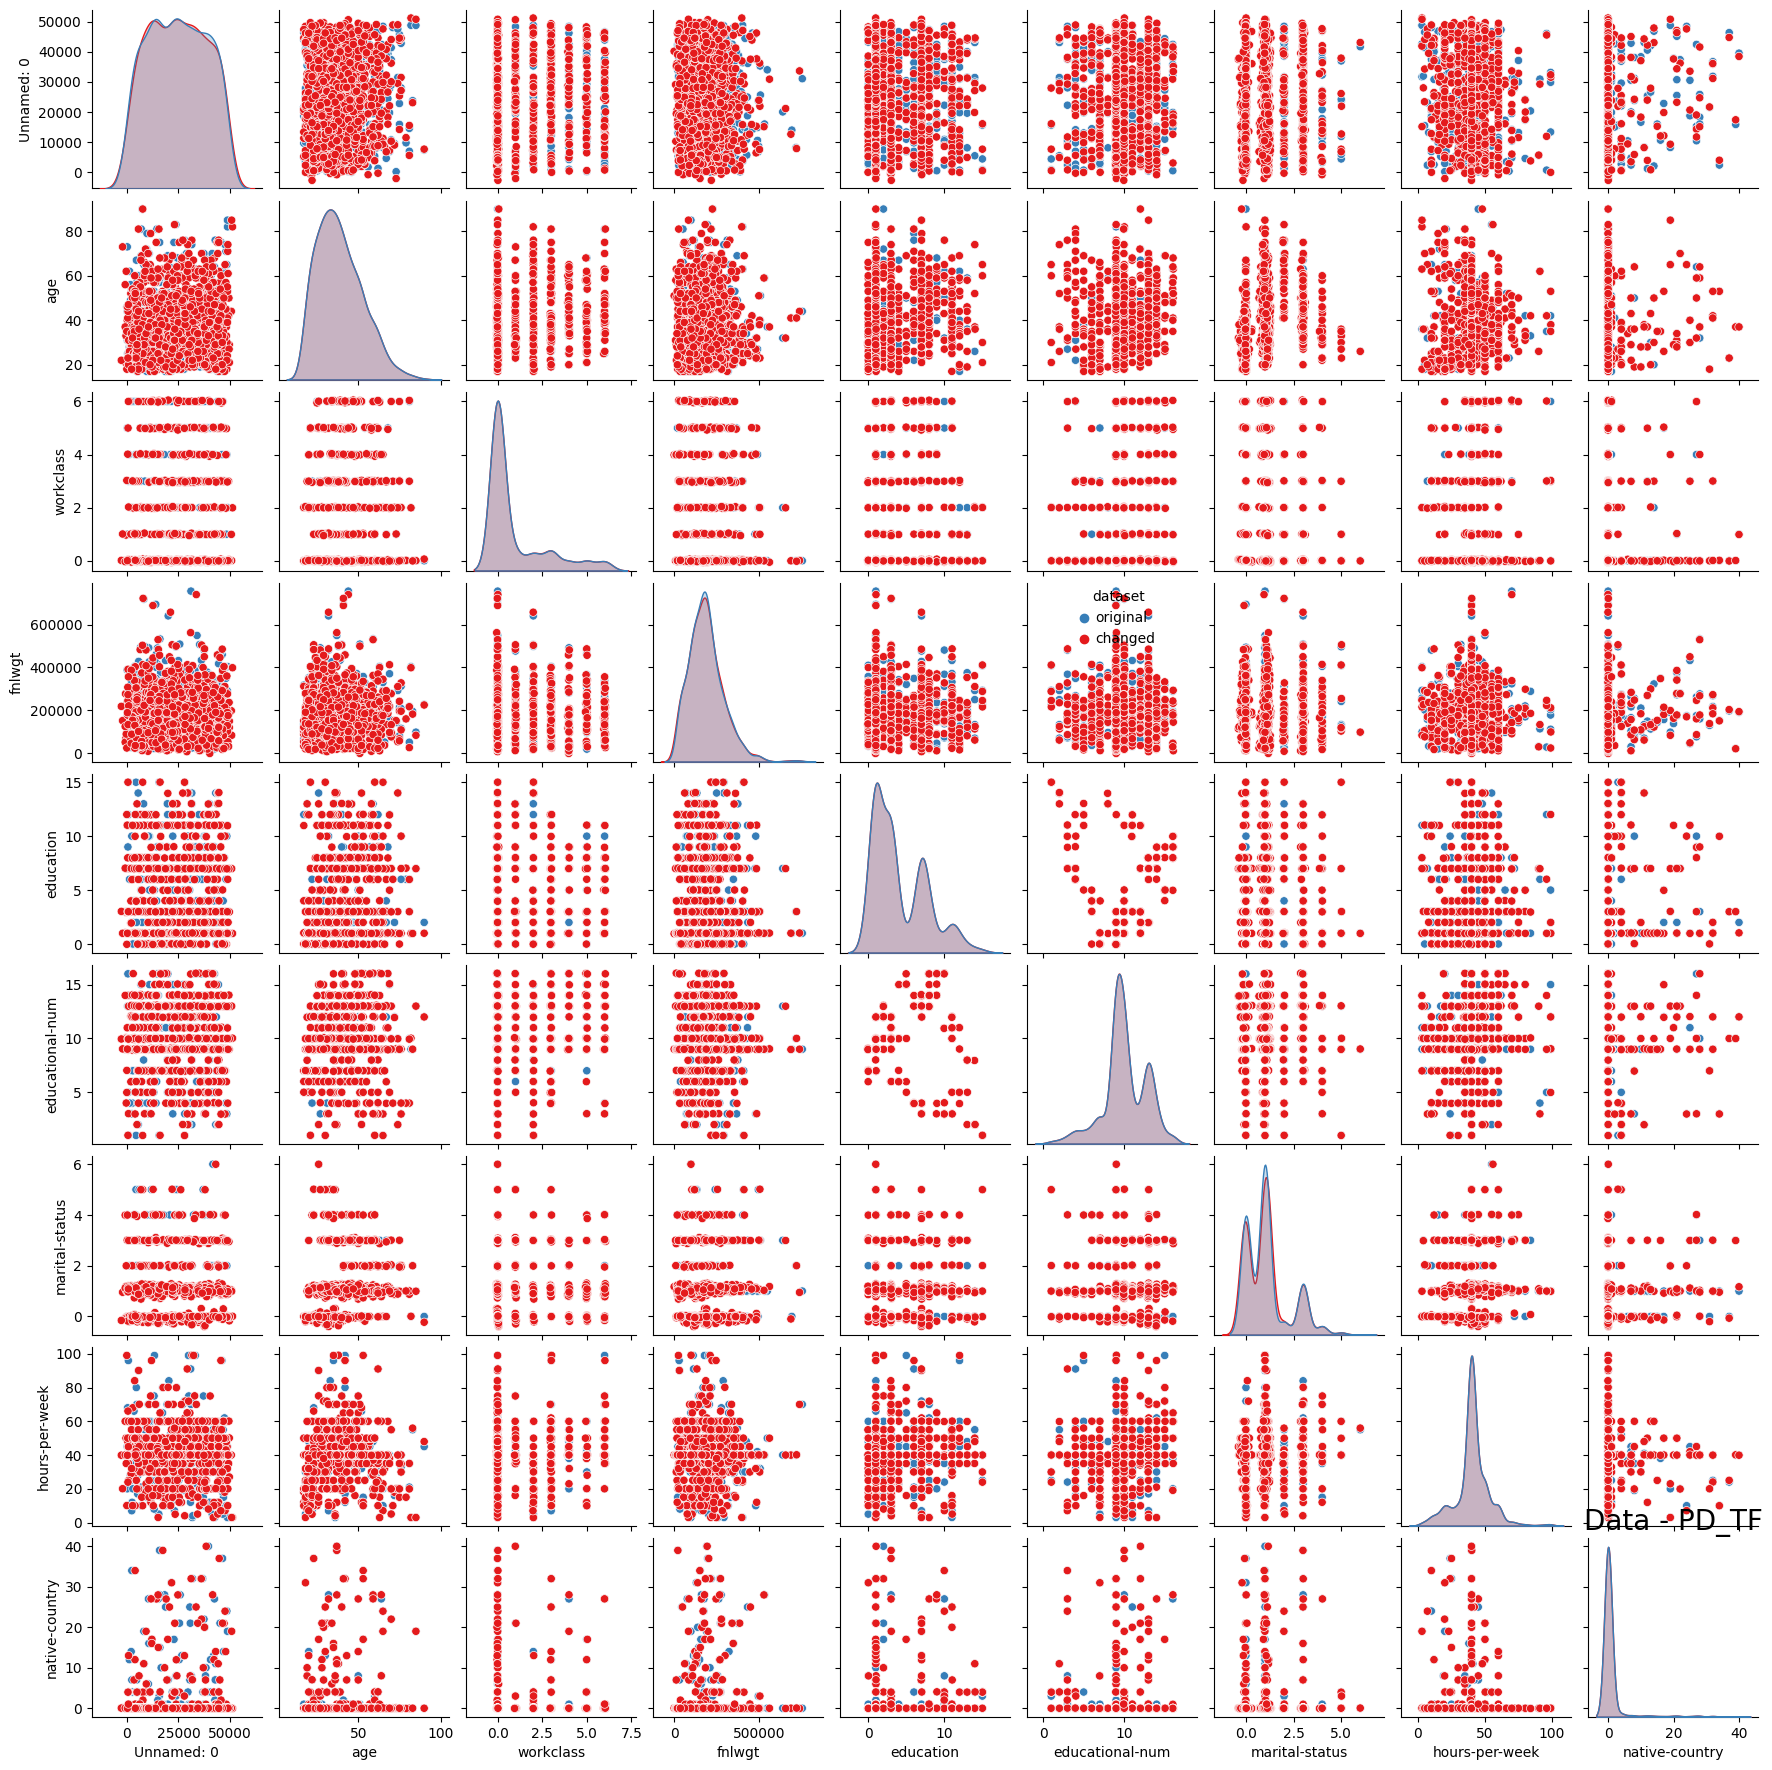 50000
40000
30000
20000
10000
0
Unnamed: 0
80
60
40
20
age
6
4
2
0
workclass
600000
400000
200000
0
fnlwgt
dataset
original
changed
15
10
5
0
education
15
10
5
educational-num
6
4
2
0
marital-status
100
80
60
40
20
0
hours-per-week
Data - PD_TF
40
30
20
10
0
native-country
0 25000 50000
50 100
0.0 2.5 5.0 7.5
0 500000
0 10
0 10
0.0 2.5 5.0
0 50 100
0 20 40
Unnamed: 0 age workclass fnlwgt education educational-num marital-status hours-per-week native-country